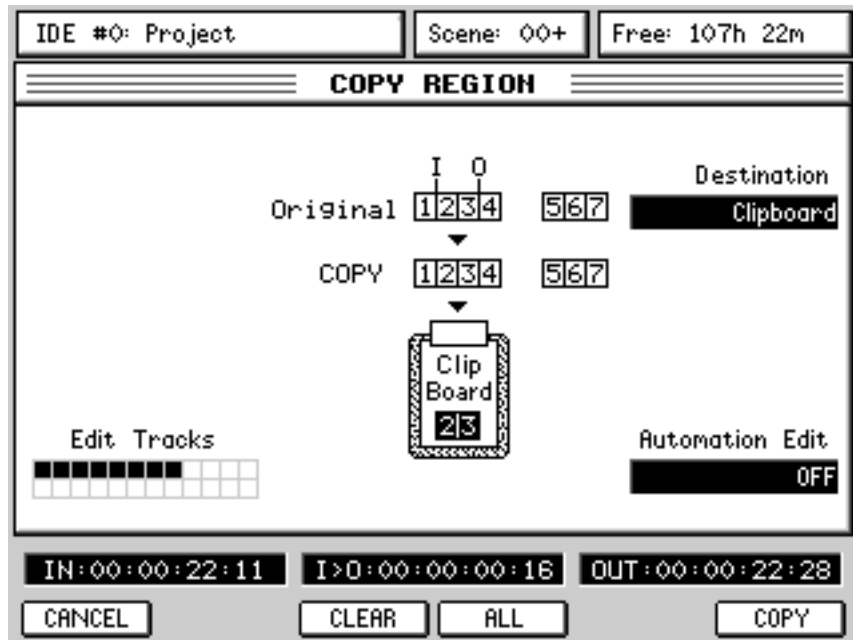 IDE #0: Project
Scene: 00+
Free: 107h 22m
COPY REGION
I O
Original 1234 567
COPY 1234 567
Clip
Board
23
Destination
Clipboard
Edit Tracks
Automation Edit
OFF
IN:00:00:22:11
I>O:00:00:00:16
OUT:00:00:22:28
CANCEL
CLEAR
ALL
COPY